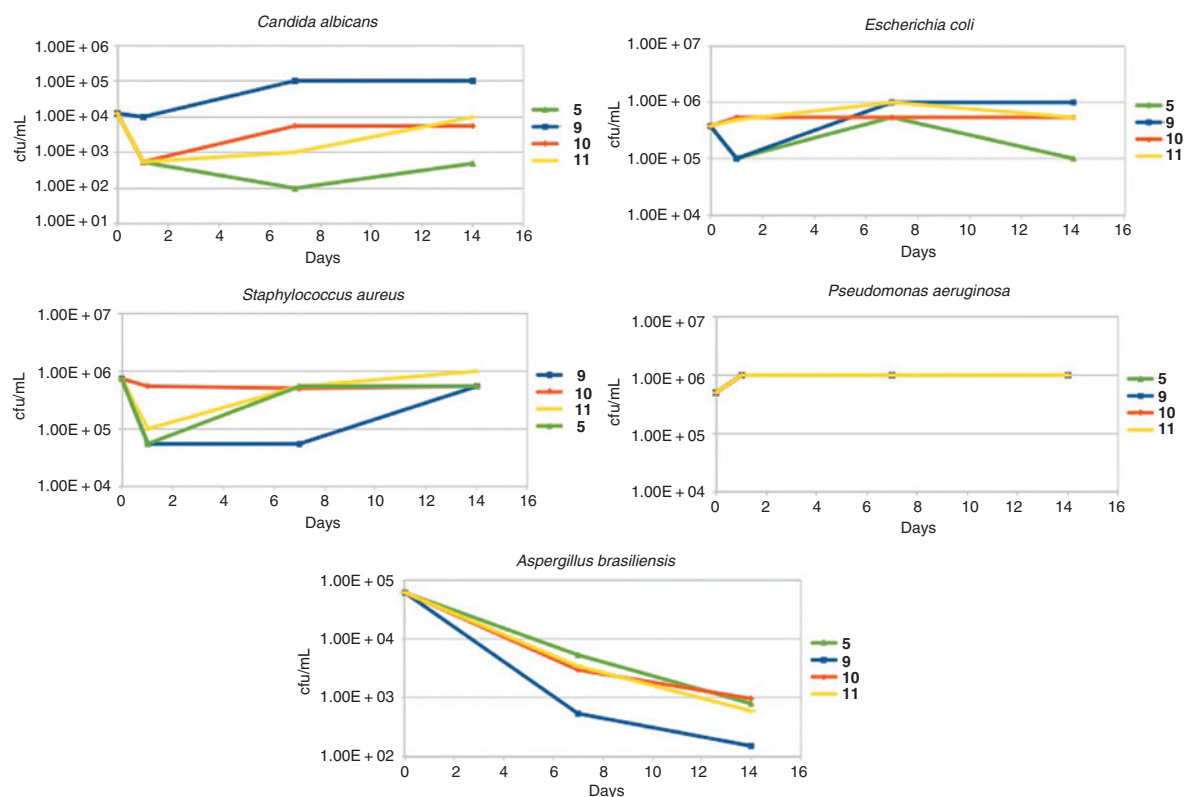 Candida albicans
1.00E + 06
1.00E + 05
1.00E + 04
1.00E + 03
1.00E + 02
1.00E + 01
cfu/mL
0 2 4 6 8 10 12 14 16
Days
5
9
10
11
Escherichia coli
1.00E + 07
1.00E + 06
1.00E + 05
1.00E + 04
cfu/mL
0 2 4 6 8 10 12 14 16
Days
5
9
10
11
Staphylococcus aureus
1.00E + 07
1.00E + 06
1.00E + 05
1.00E + 04
cfu/mL
0 2 4 6 8 10 12 14 16
Days
9
10
11
5
Pseudomonas aeruginosa
1.00E + 07
1.00E + 06
1.00E + 05
1.00E + 04
cfu/mL
0 2 4 6 8 10 12 14 16
Days
5
9
10
11
Aspergillus brasiliensis
1.00E + 05
1.00E + 04
1.00E + 03
1.00E + 02
cfu/mL
0 2 4 6 8 10 12 14 16
Days
5
9
10
11